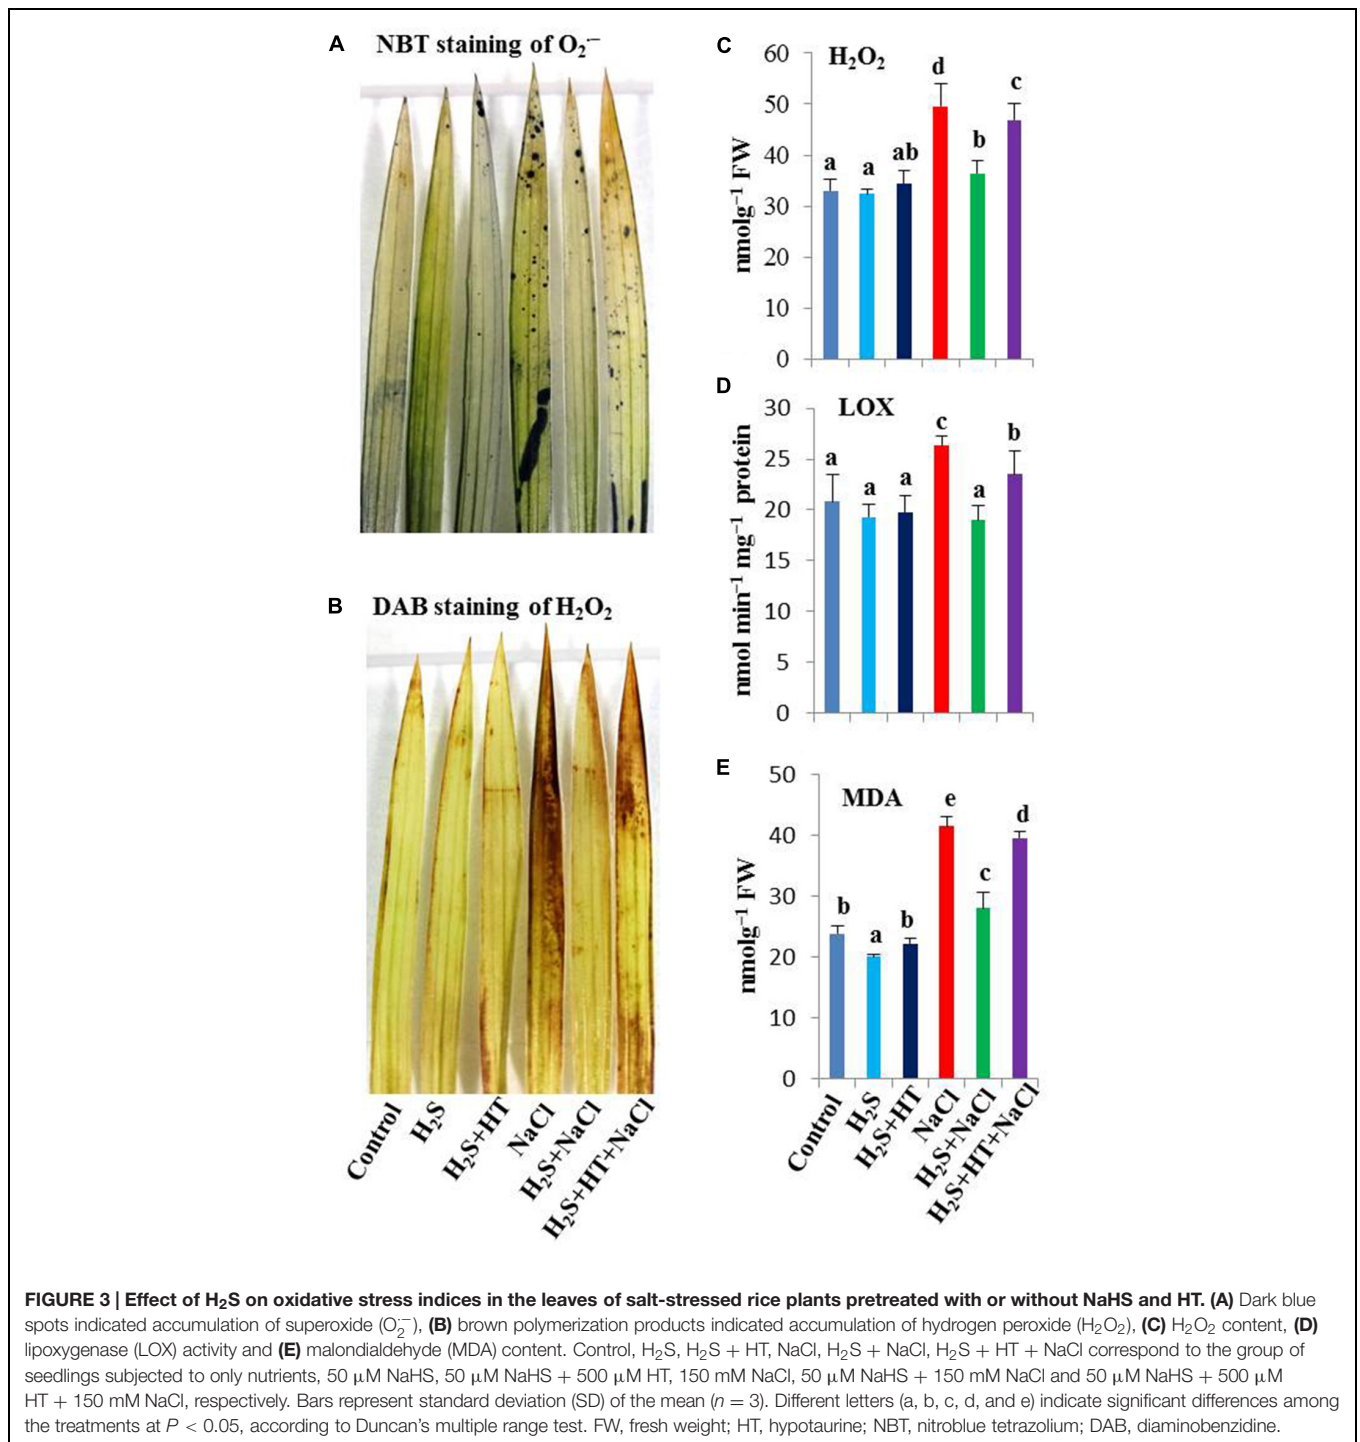 A
NBT staining of O₂·−
B
DAB staining of H₂O₂
Control
H₂S
H₂S+HT
NaCl
H₂S+NaCl
H₂S+HT+NaCl
C
H₂O₂
nmolg⁻¹ FW
60
50
40
30
20
10
0
a
a
ab
d
b
c
D
LOX
nmol min⁻¹ mg⁻¹ protein
30
25
20
15
10
5
0
a
a
a
c
a
b
E
MDA
nmolg⁻¹ FW
50
40
30
20
10
0
b
a
b
e
c
d
Control
H₂S
H₂S+HT
NaCl
H₂S+NaCl
H₂S+HT+NaCl
FIGURE 3 | Effect of H₂S on oxidative stress indices in the leaves of salt-stressed rice plants pretreated with or without NaHS and HT. (A) Dark blue
spots indicated accumulation of superoxide (O₂·−), (B) brown polymerization products indicated accumulation of hydrogen peroxide (H₂O₂), (C) H₂O₂ content, (D)
lipoxygenase (LOX) activity and (E) malondialdehyde (MDA) content. Control, H₂S, H₂S + HT, NaCl, H₂S + NaCl, H₂S + HT + NaCl correspond to the group of
seedlings subjected to only nutrients, 50 μM NaHS, 50 μM NaHS + 500 μM HT, 150 mM NaCl, 50 μM NaHS + 150 mM NaCl and 50 μM NaHS + 500 μM
HT + 150 mM NaCl, respectively. Bars represent standard deviation (SD) of the mean (n = 3). Different letters (a, b, c, d, and e) indicate significant differences among
the treatments at P < 0.05, according to Duncan's multiple range test. FW, fresh weight; HT, hypotaurine; NBT, nitroblue tetrazolium; DAB, diaminobenzidine.